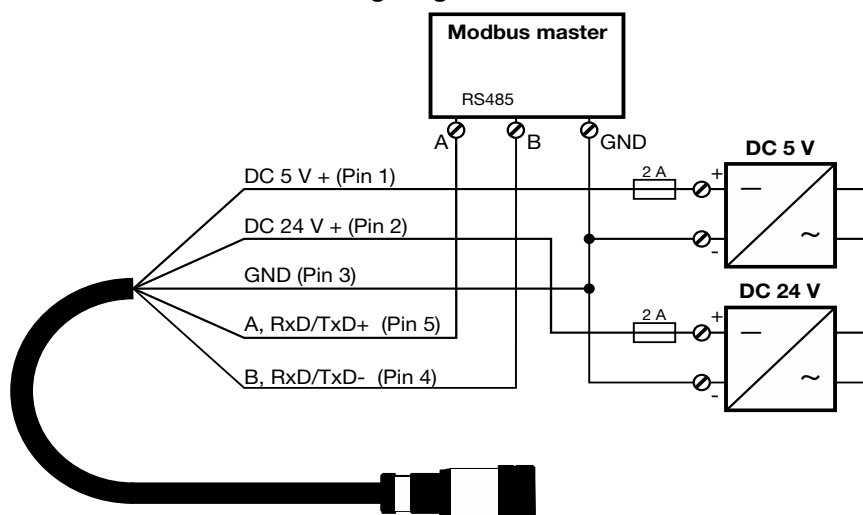 Modbus master
RS485
A
B
GND
DC 5 V
DC 5 V + (Pin 1)
2 A
+
-
DC 24 V + (Pin 2)
GND (Pin 3)
DC 24 V
A, RxD/TxD+ (Pin 5)
2 A
+
-
B, RxD/TxD- (Pin 4)